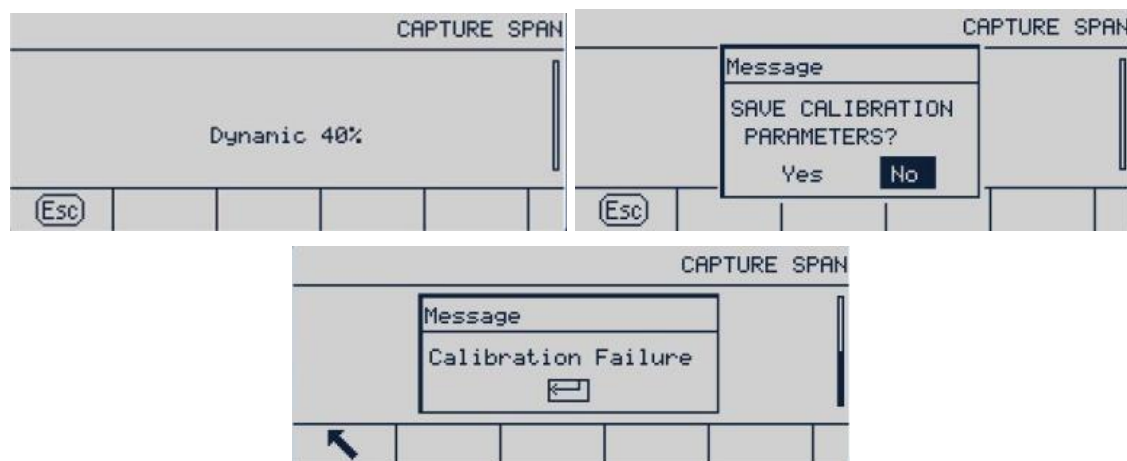 CAPTURE SPAN
Dynamic 40%
Esc
CAPTURE SPAN
Message
SAVE CALIBRATION
PARAMETERS?
Yes No
Esc
CAPTURE SPAN
Message
Calibration Failure